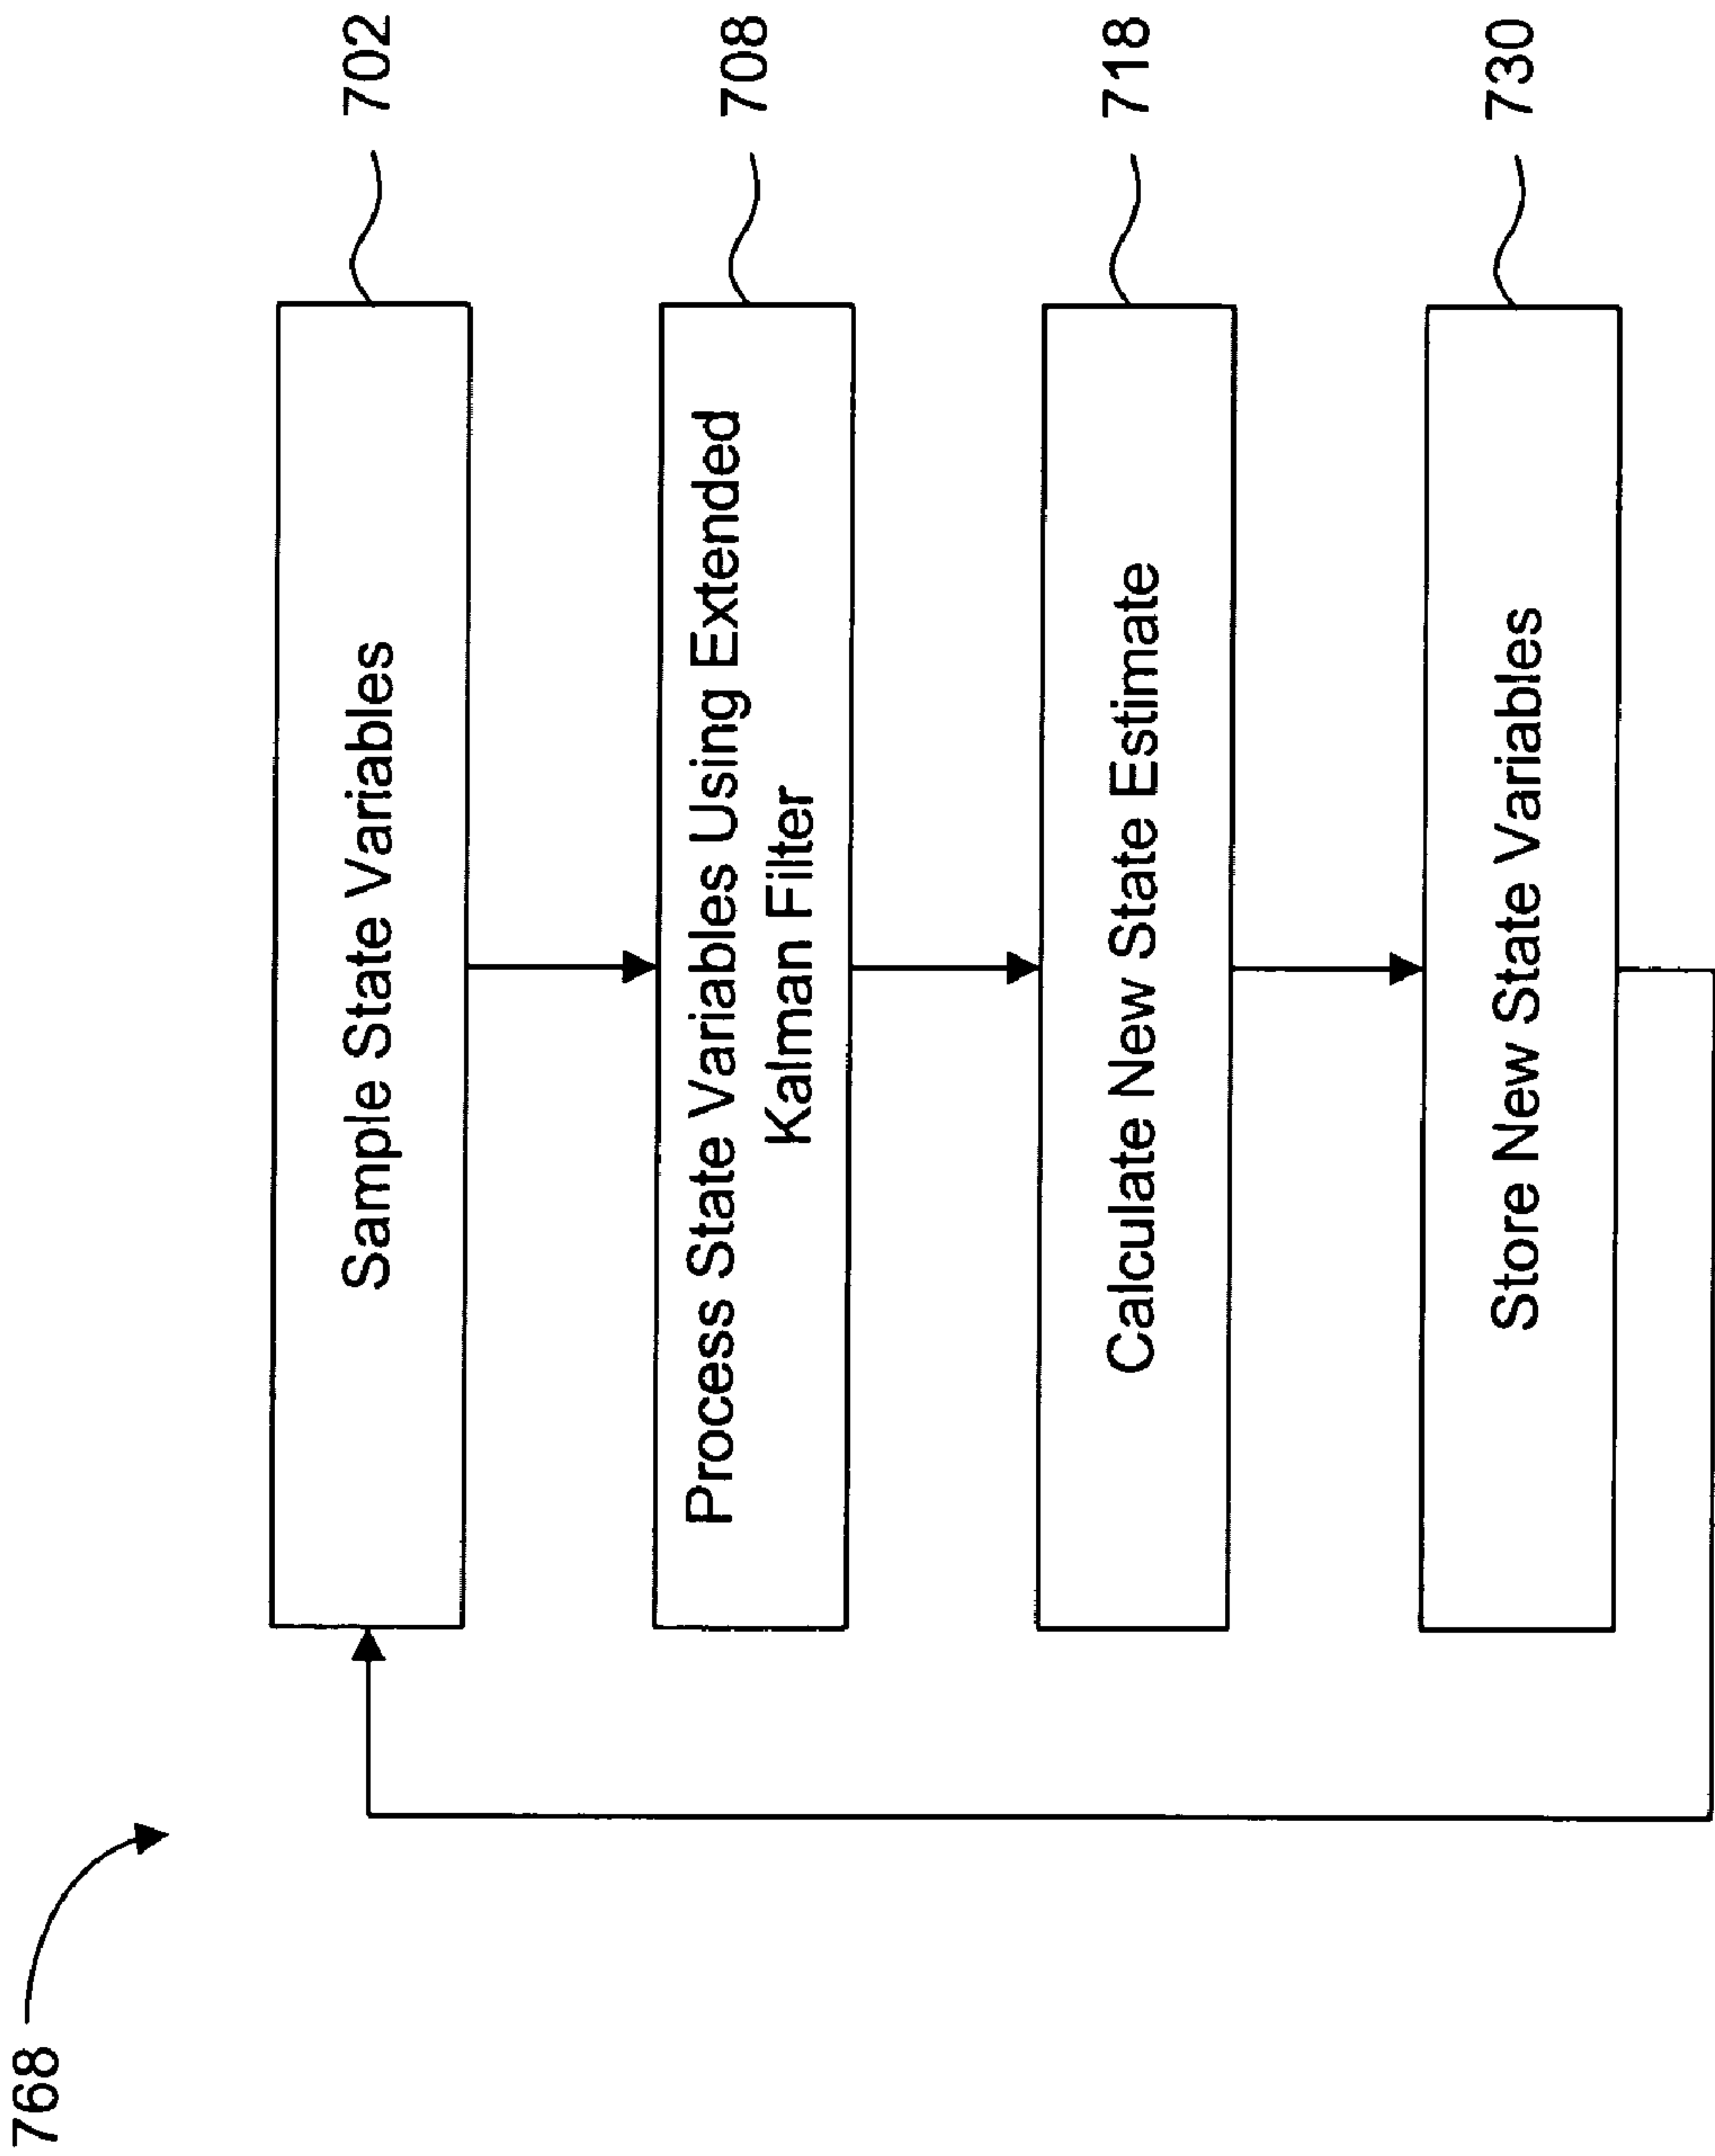 768
Sample State Variables
702
Process State Variables Using Extended
Kalman Filter
708
Calculate New State Estimate
718
Store New State Variables
730